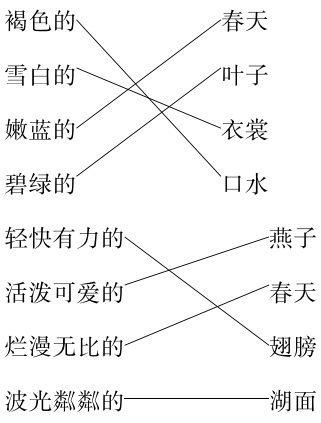 褐色的 春天
雪白的 叶子
嫩蓝的 衣裳
碧绿的 口水
轻快有力的 燕子
活泼可爱的 春天
烂漫无比的 翅膀
波光粼粼的 湖面